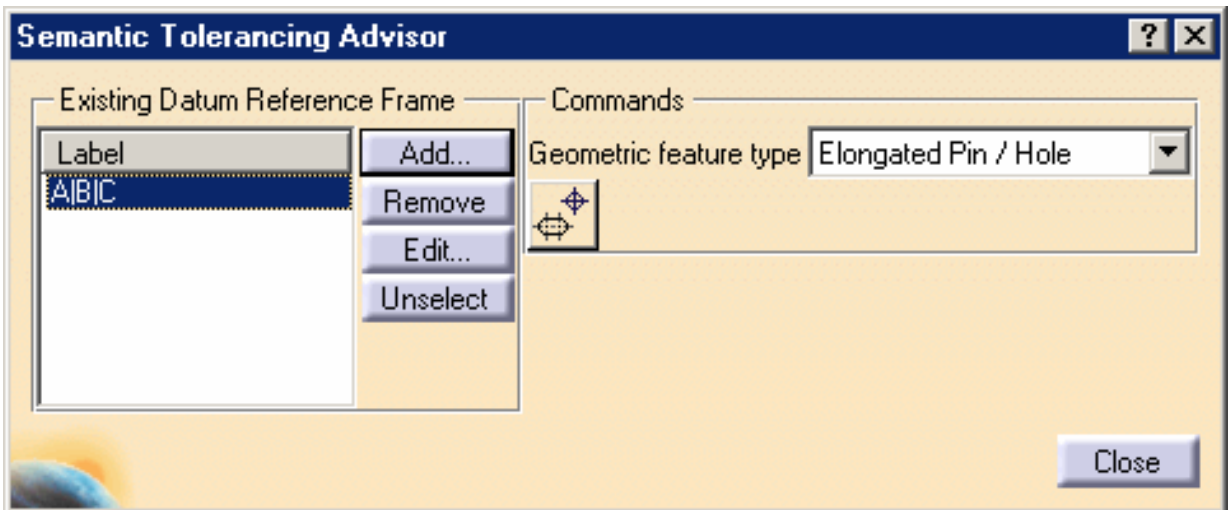 Semantic Tolerancing Advisor ? X
Existing Datum Reference Frame
Commands
Label
Add...
Geometric feature type Elongated Pin / Hole
A|B|C
Remove
Edit...
Unselect
Close